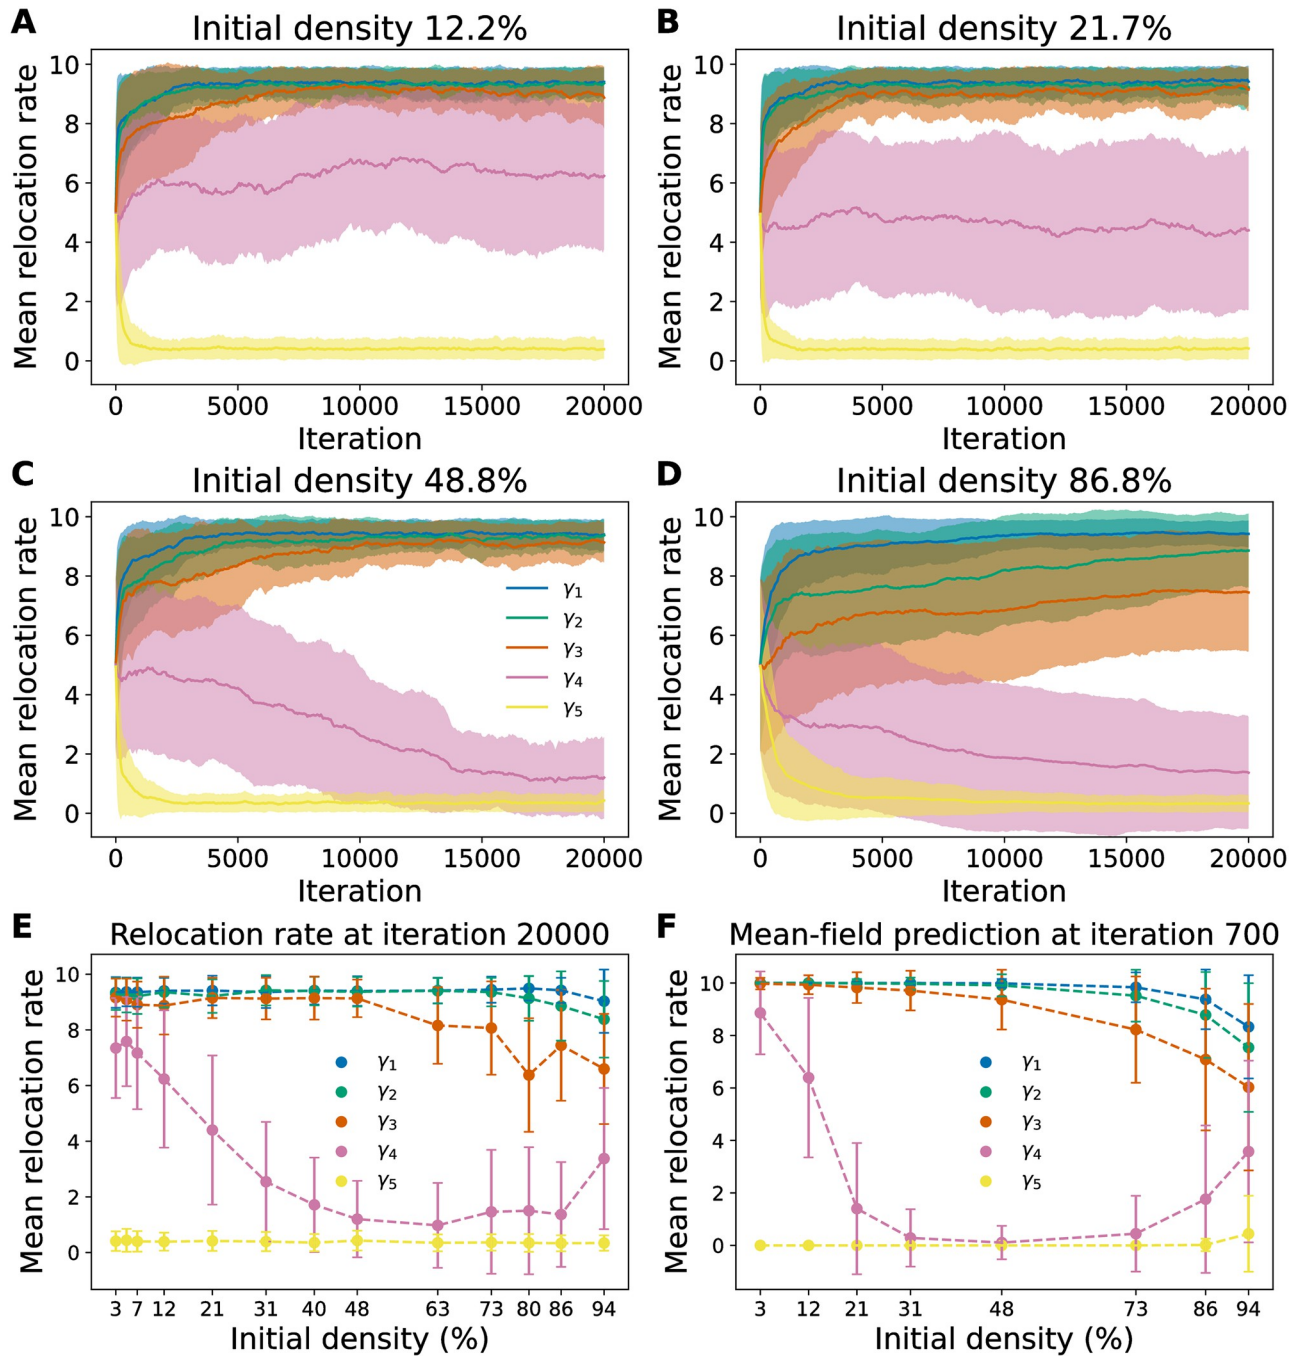 A
Initial density 12.2%
Mean relocation rate
10
8
6
4
2
0
0 5000 10000 15000 20000
Iteration
B
Initial density 21.7%
Mean relocation rate
10
8
6
4
2
0
0 5000 10000 15000 20000
Iteration
C
Initial density 48.8%
Mean relocation rate
10
8
6
4
2
0
γ1
γ2
γ3
γ4
γ5
0 5000 10000 15000 20000
Iteration
D
Initial density 86.8%
Mean relocation rate
10
8
6
4
2
0
0 5000 10000 15000 20000
Iteration
E
Relocation rate at iteration 20000
Mean relocation rate
10
8
6
4
2
0
γ1
γ2
γ3
γ4
γ5
3 7 12 21 31 40 48 63 73 80 86 94
Initial density (%)
F
Mean-field prediction at iteration 700
Mean relocation rate
10
8
6
4
2
0
γ1
γ2
γ3
γ4
γ5
3 12 21 31 48 73 86 94
Initial density (%)